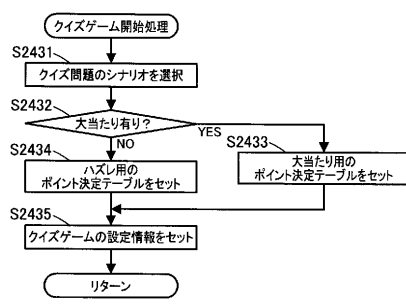 クイズゲーム開始処理
S2431
クイズ問題のシナリオを選択
S2432
大当たり有り?
YES
S2433
NO
S2434
ハズレ用の
ポイント決定テーブルをセット
大当たり用の
ポイント決定テーブルをセット
S2435
クイズゲームの設定情報をセット
リターン